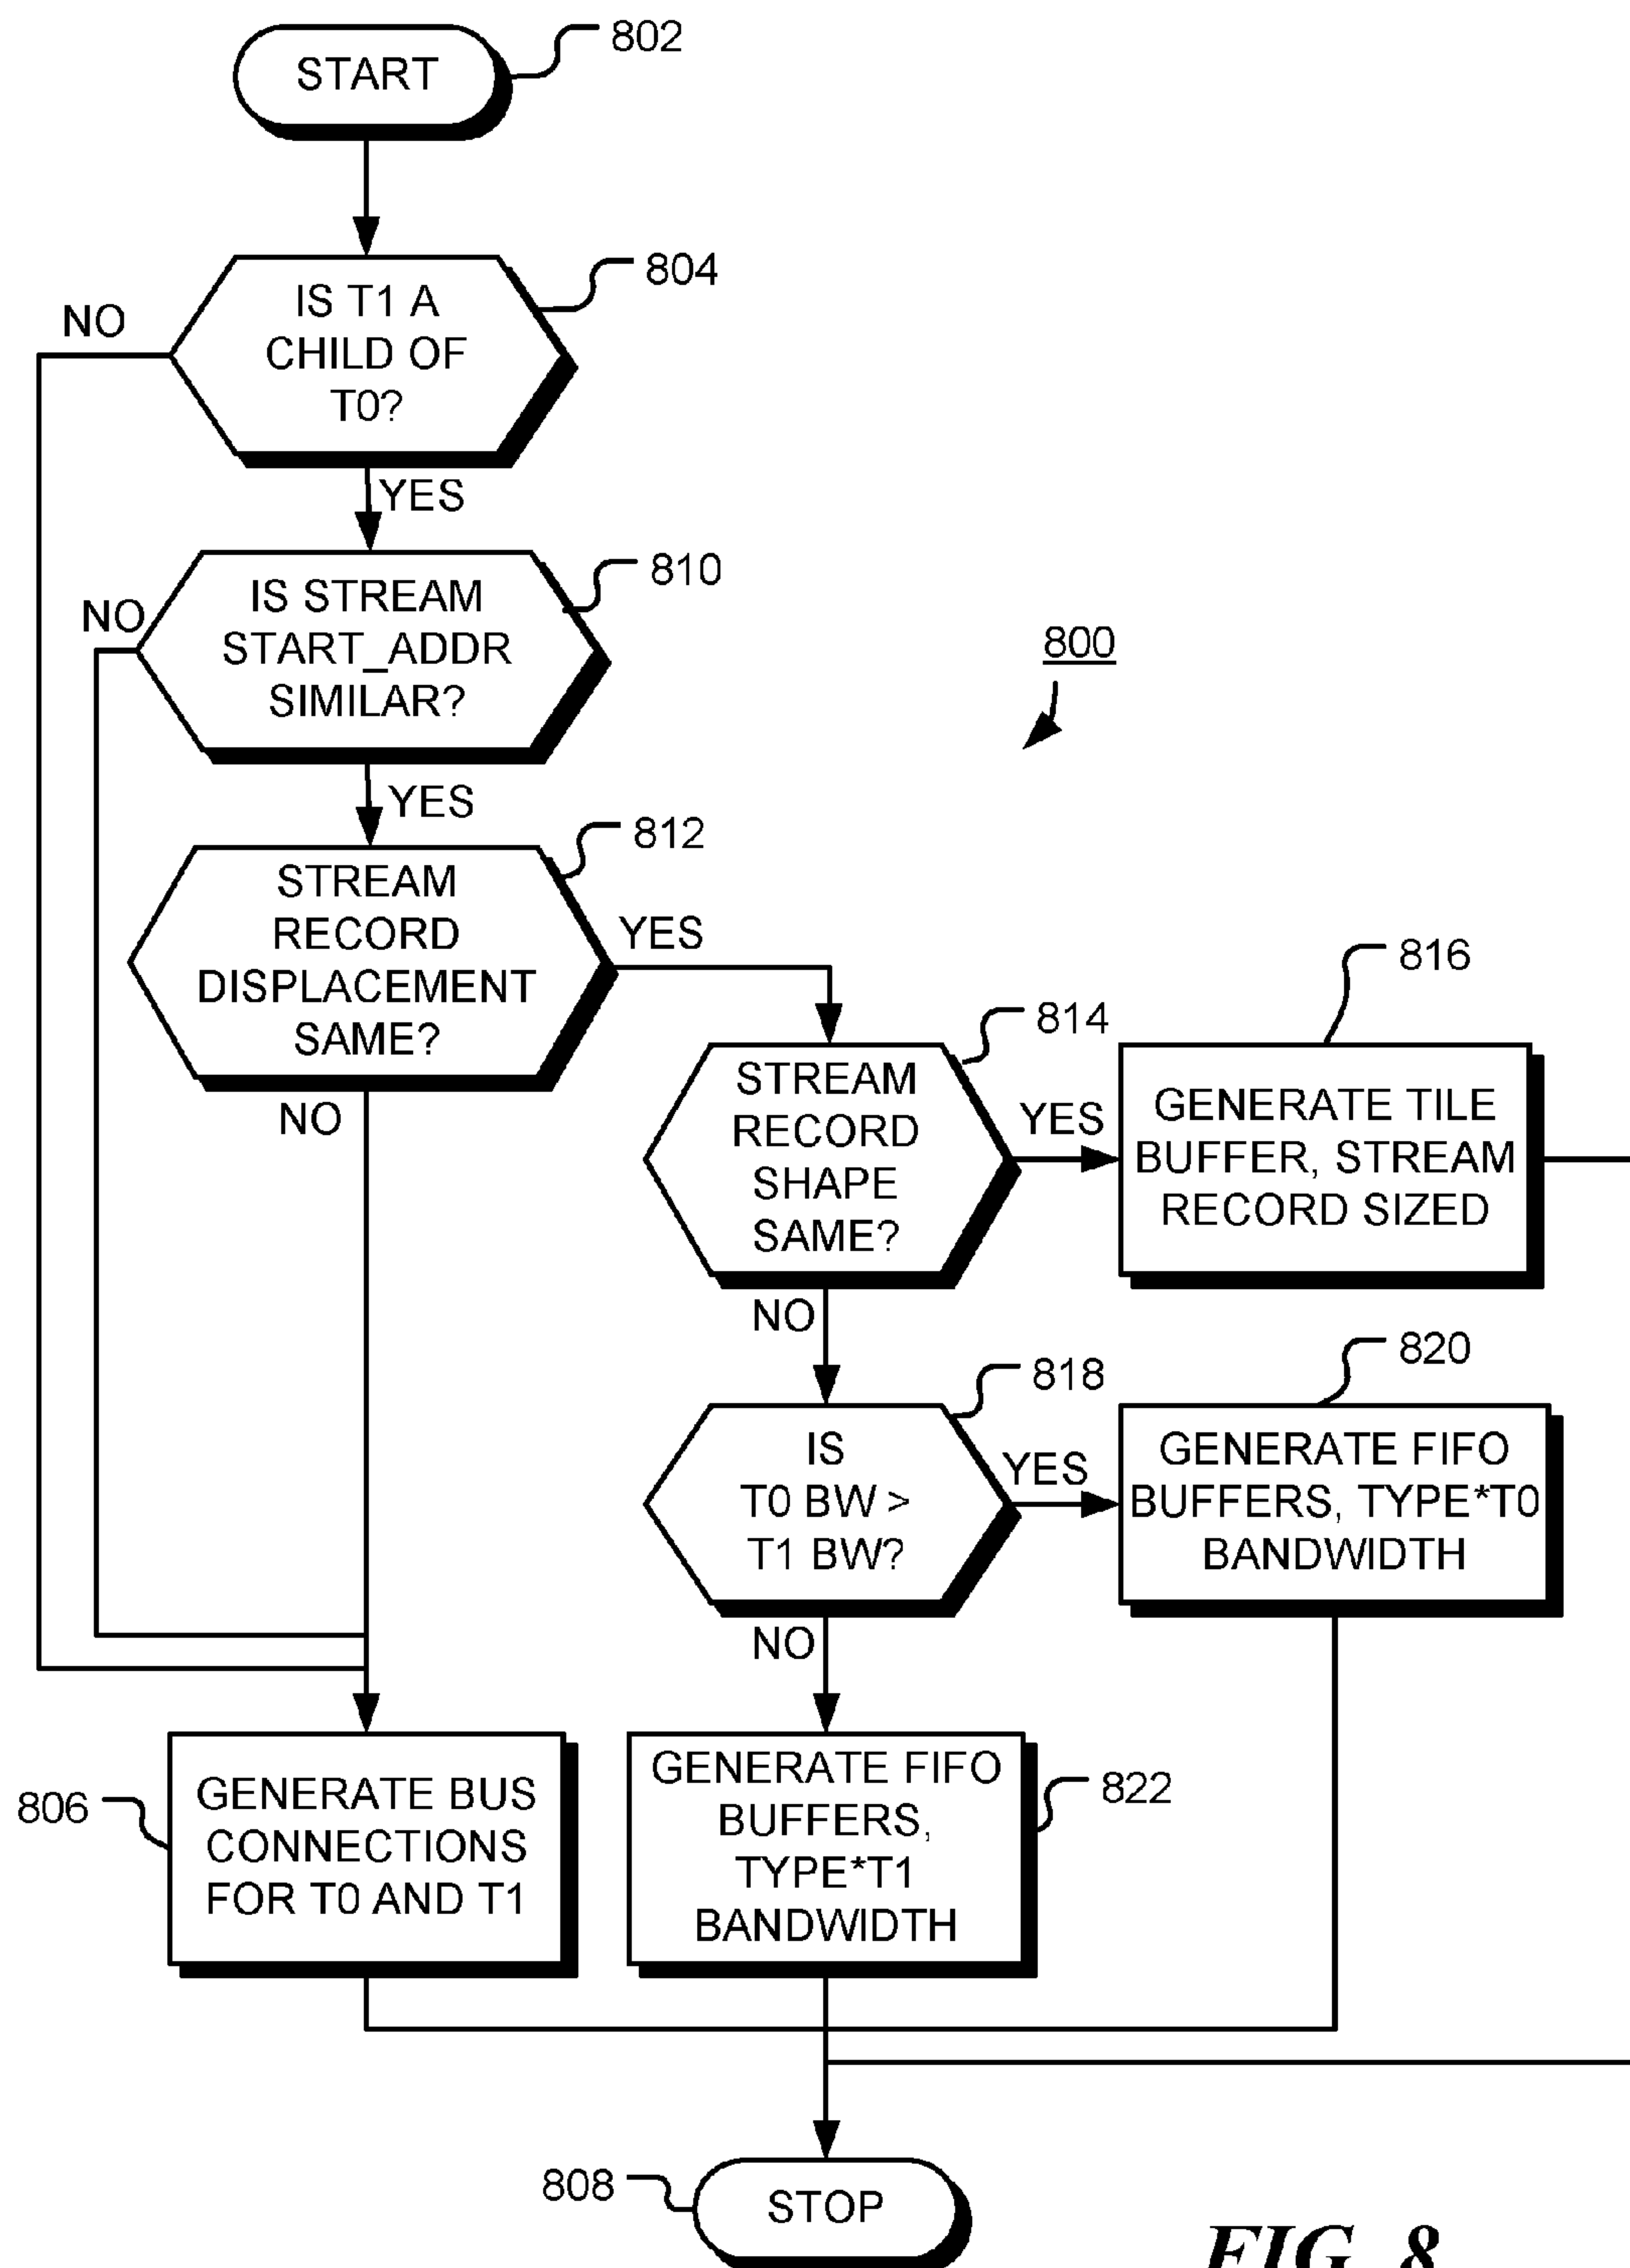 START
802
IS T1 A
CHILD OF
T0?
804
NO
YES
IS STREAM
START_ADDR
SIMILAR?
810
NO
800
YES
STREAM
RECORD
DISPLACEMENT
SAME?
812
YES
NO
STREAM
RECORD
SHAPE
SAME?
814
YES
816
GENERATE TILE
BUFFER, STREAM
RECORD SIZED
NO
IS
T0 BW >
T1 BW?
818
YES
820
GENERATE FIFO
BUFFERS, TYPE*T0
BANDWIDTH
NO
806
GENERATE BUS
CONNECTIONS
FOR T0 AND T1
GENERATE FIFO
BUFFERS,
TYPE*T1
BANDWIDTH
822
808
STOP
FIG. 8